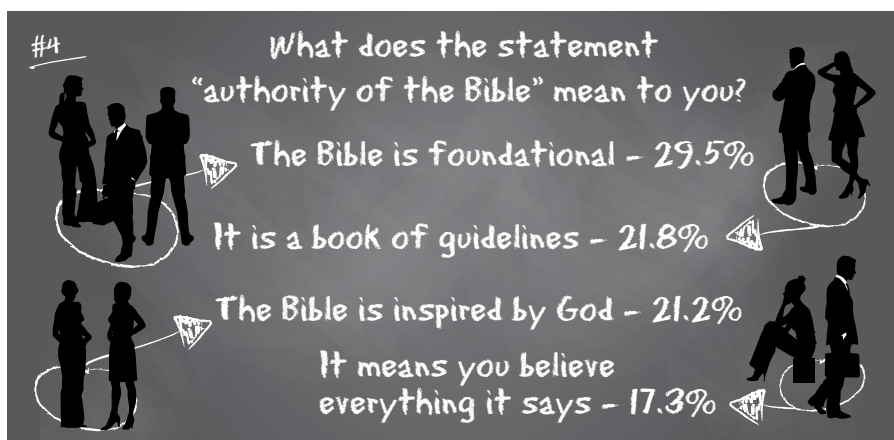 #4
What does the statement
“authority of the Bible” mean to you?
The Bible is foundational - 29.5%
It is a book of guidelines - 21.8%
The Bible is inspired by God - 21.2%
It means you believe
everything it says - 17.3%